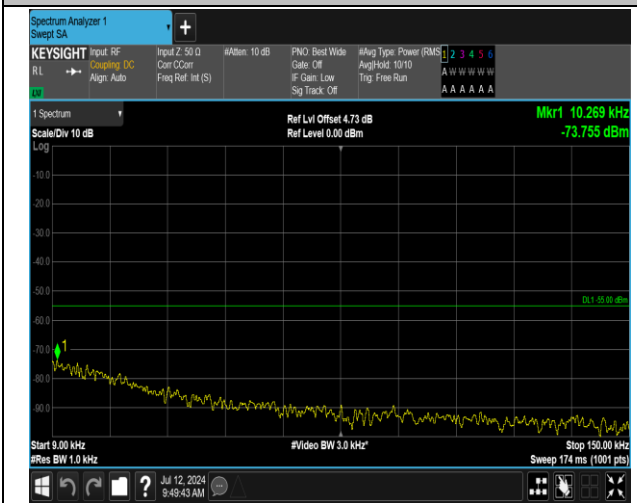 Spectrum Analyzer 1
Swept SA
+
KEYSIGHT Input: RF Input Z: 50 Ω #Atten: 10 dB PNO: Best Wide #Avg Type: Power (RMS 1 2 3 4 5 6
RL Coupling: DC Corr CCorr Gate: Off Avg|Hold: 10/10 A W W W W W
Align: Auto Freq Ref: Int (S) IF Gain: Low Trig: Free Run
Sig Track: Off A A A A A A
1 Spectrum
Ref Lvl Offset 4.73 dB Mkr1 10.269 kHz
Scale/Div 10 dB Ref Level 0.00 dBm -73.755 dBm
Log
-10.0
-20.0
-30.0
-40.0
DL1 -55.00 dBm
-50.0
-60.0
1
-70.0
-80.0
-90.0
Start 9.00 kHz #Video BW 3.0 kHz* Stop 150.00 kHz
#Res BW 1.0 kHz Sweep 174 ms (1001 pts)
? Jul 12, 2024
9:49:43 AM